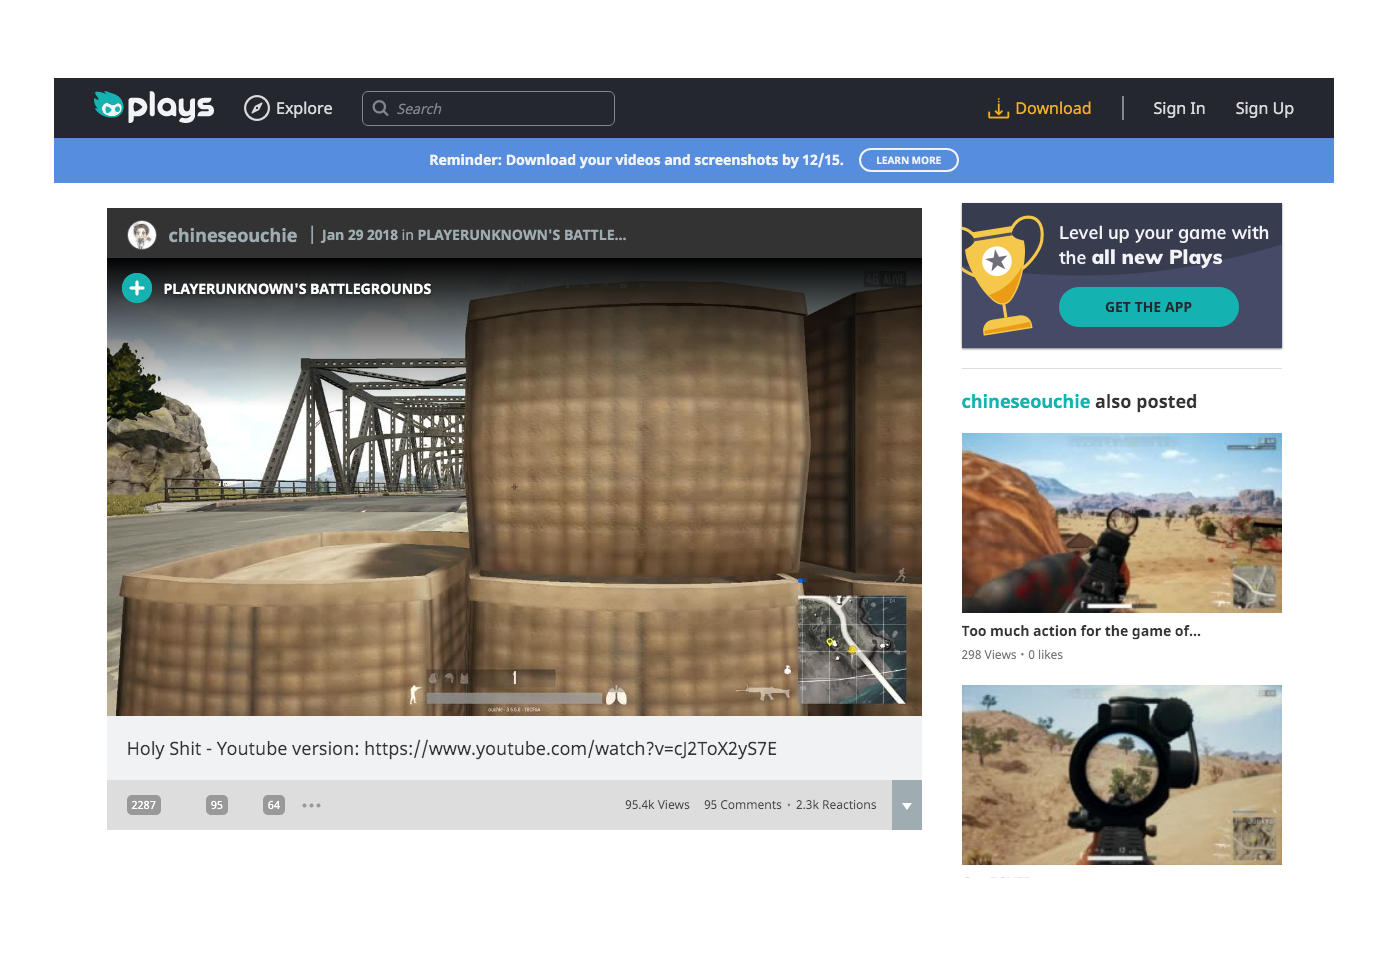 plays
Explore
Search
Download
Sign In
Sign Up
Reminder: Download your videos and screenshots by 12/15.
LEARN MORE
chineseouchie
Jan 29 2018 in PLAYERUNKNOWN'S BATTLE...
PLAYERUNKNOWN'S BATTLEGROUNDS
ALIVE
Holy Shit - Youtube version: https://www.youtube.com/watch?v=cJ2ToX2yS7E
2287
95
64
95.4k Views
95 Comments • 2.3k Reactions
Level up your game with
the all new Plays
GET THE APP
chineseouchie also posted
Too much action for the game of...
298 Views • 0 likes